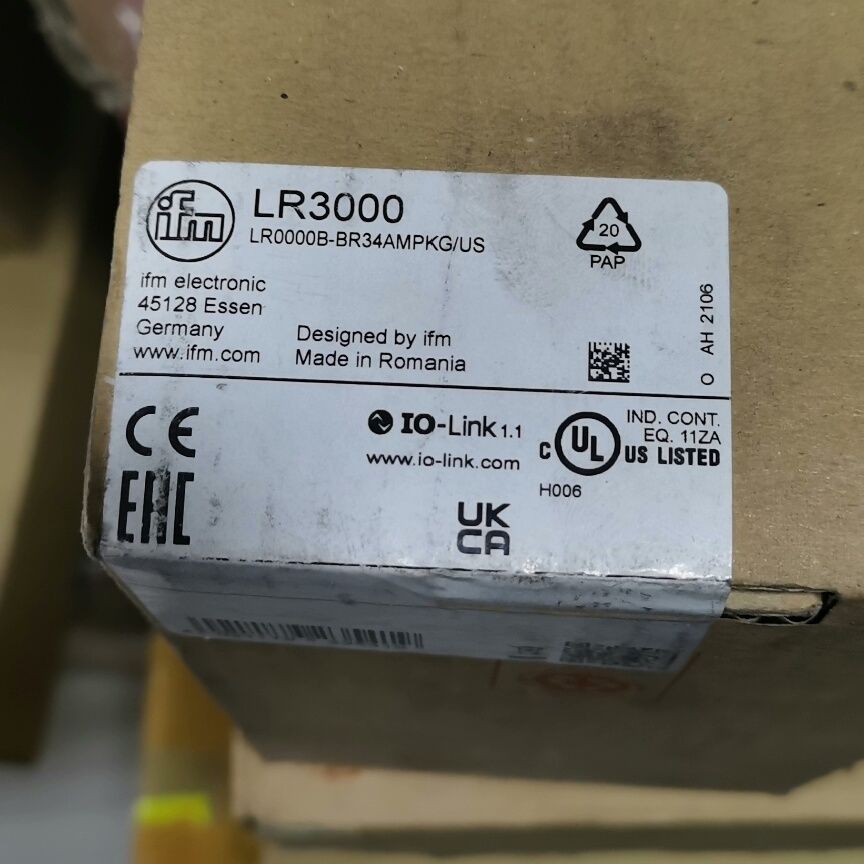 ifm
LR3000
LR0000B-BR34AMPKG/US
20
PAP
ifm electronic
45128 Essen
Germany
www.ifm.com
Designed by ifm
Made in Romania
O AH 2106
CE
EAC
IO-Link 1.1
www.io-link.com
C UL US LISTED
IND. CONT.
EQ. 11ZA
H006
UK
CA